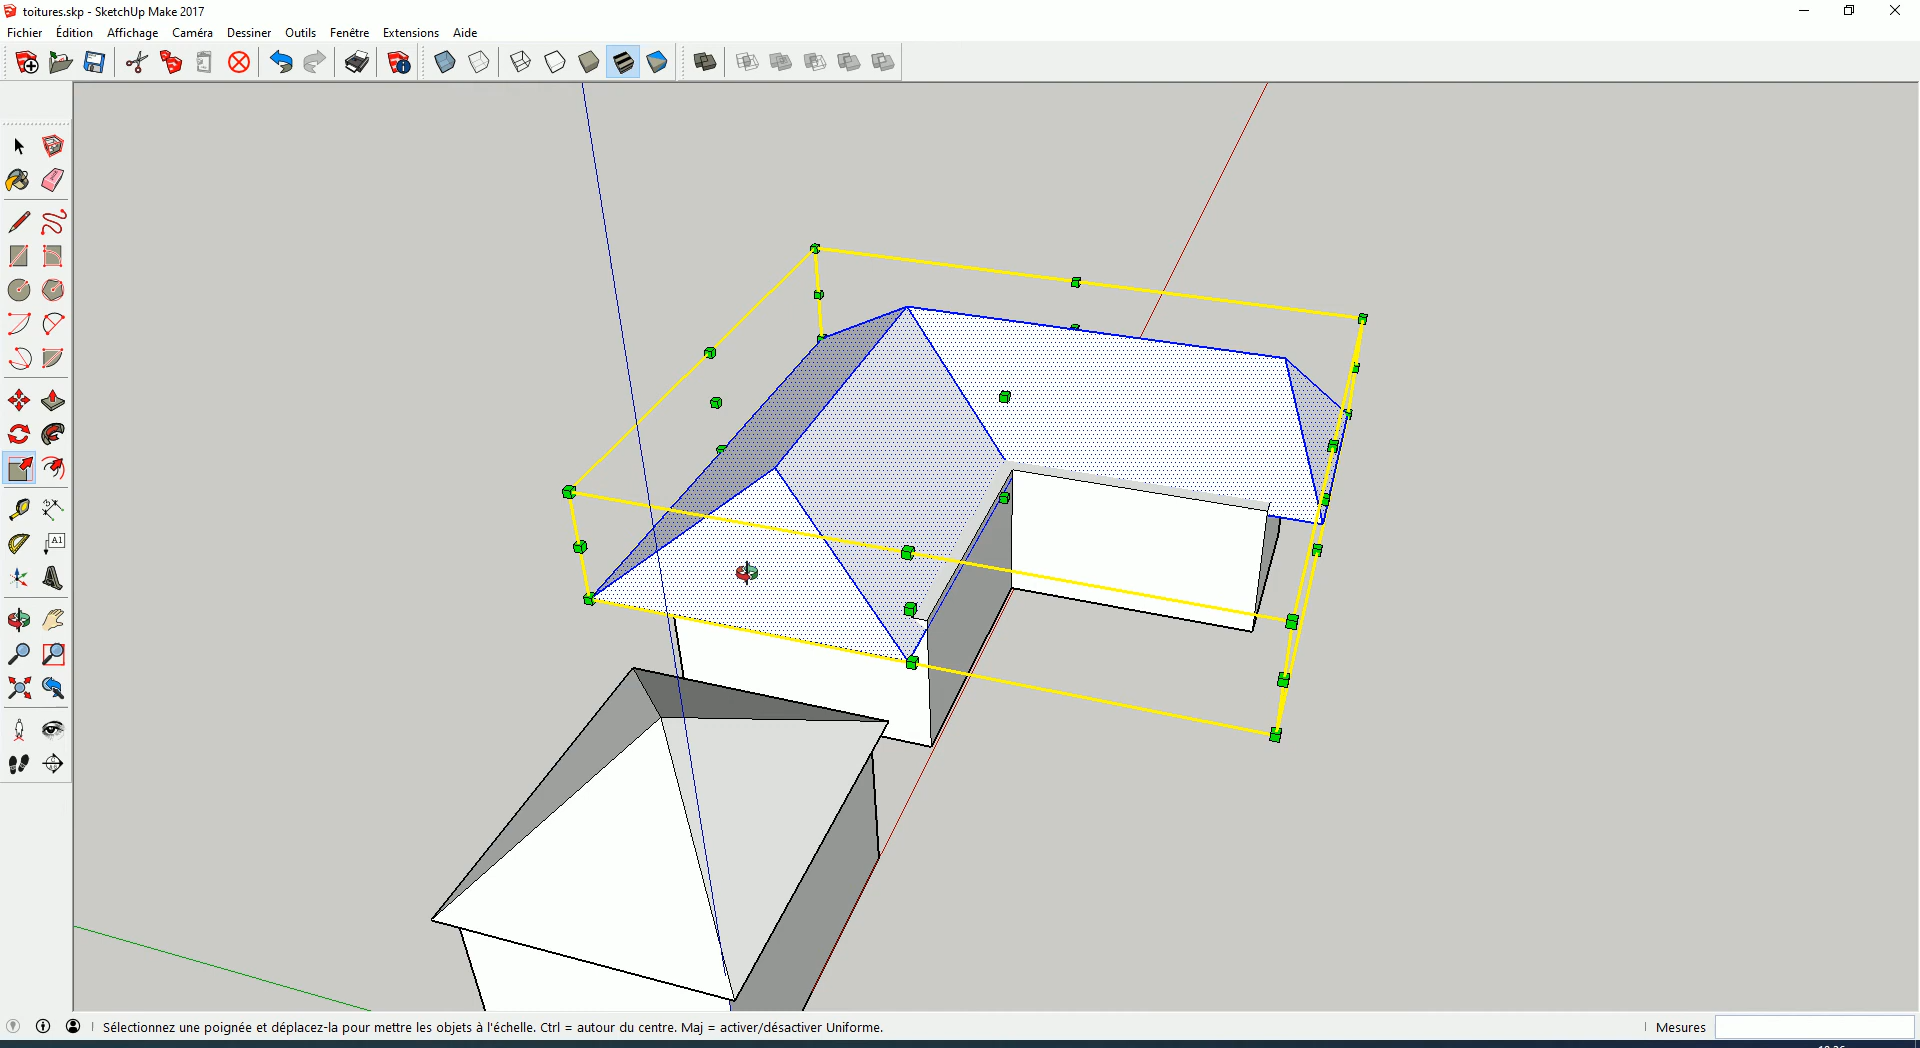 toitures.skp - SketchUp Make 2017
Fichier Édition Affichage Caméra Dessiner Outils Fenêtre Extensions Aide
A1
Sélectionnez une poignée et déplacez-la pour mettre les objets à l'échelle. Ctrl = autour du centre. Maj = activer/désactiver Uniforme.
Mesures